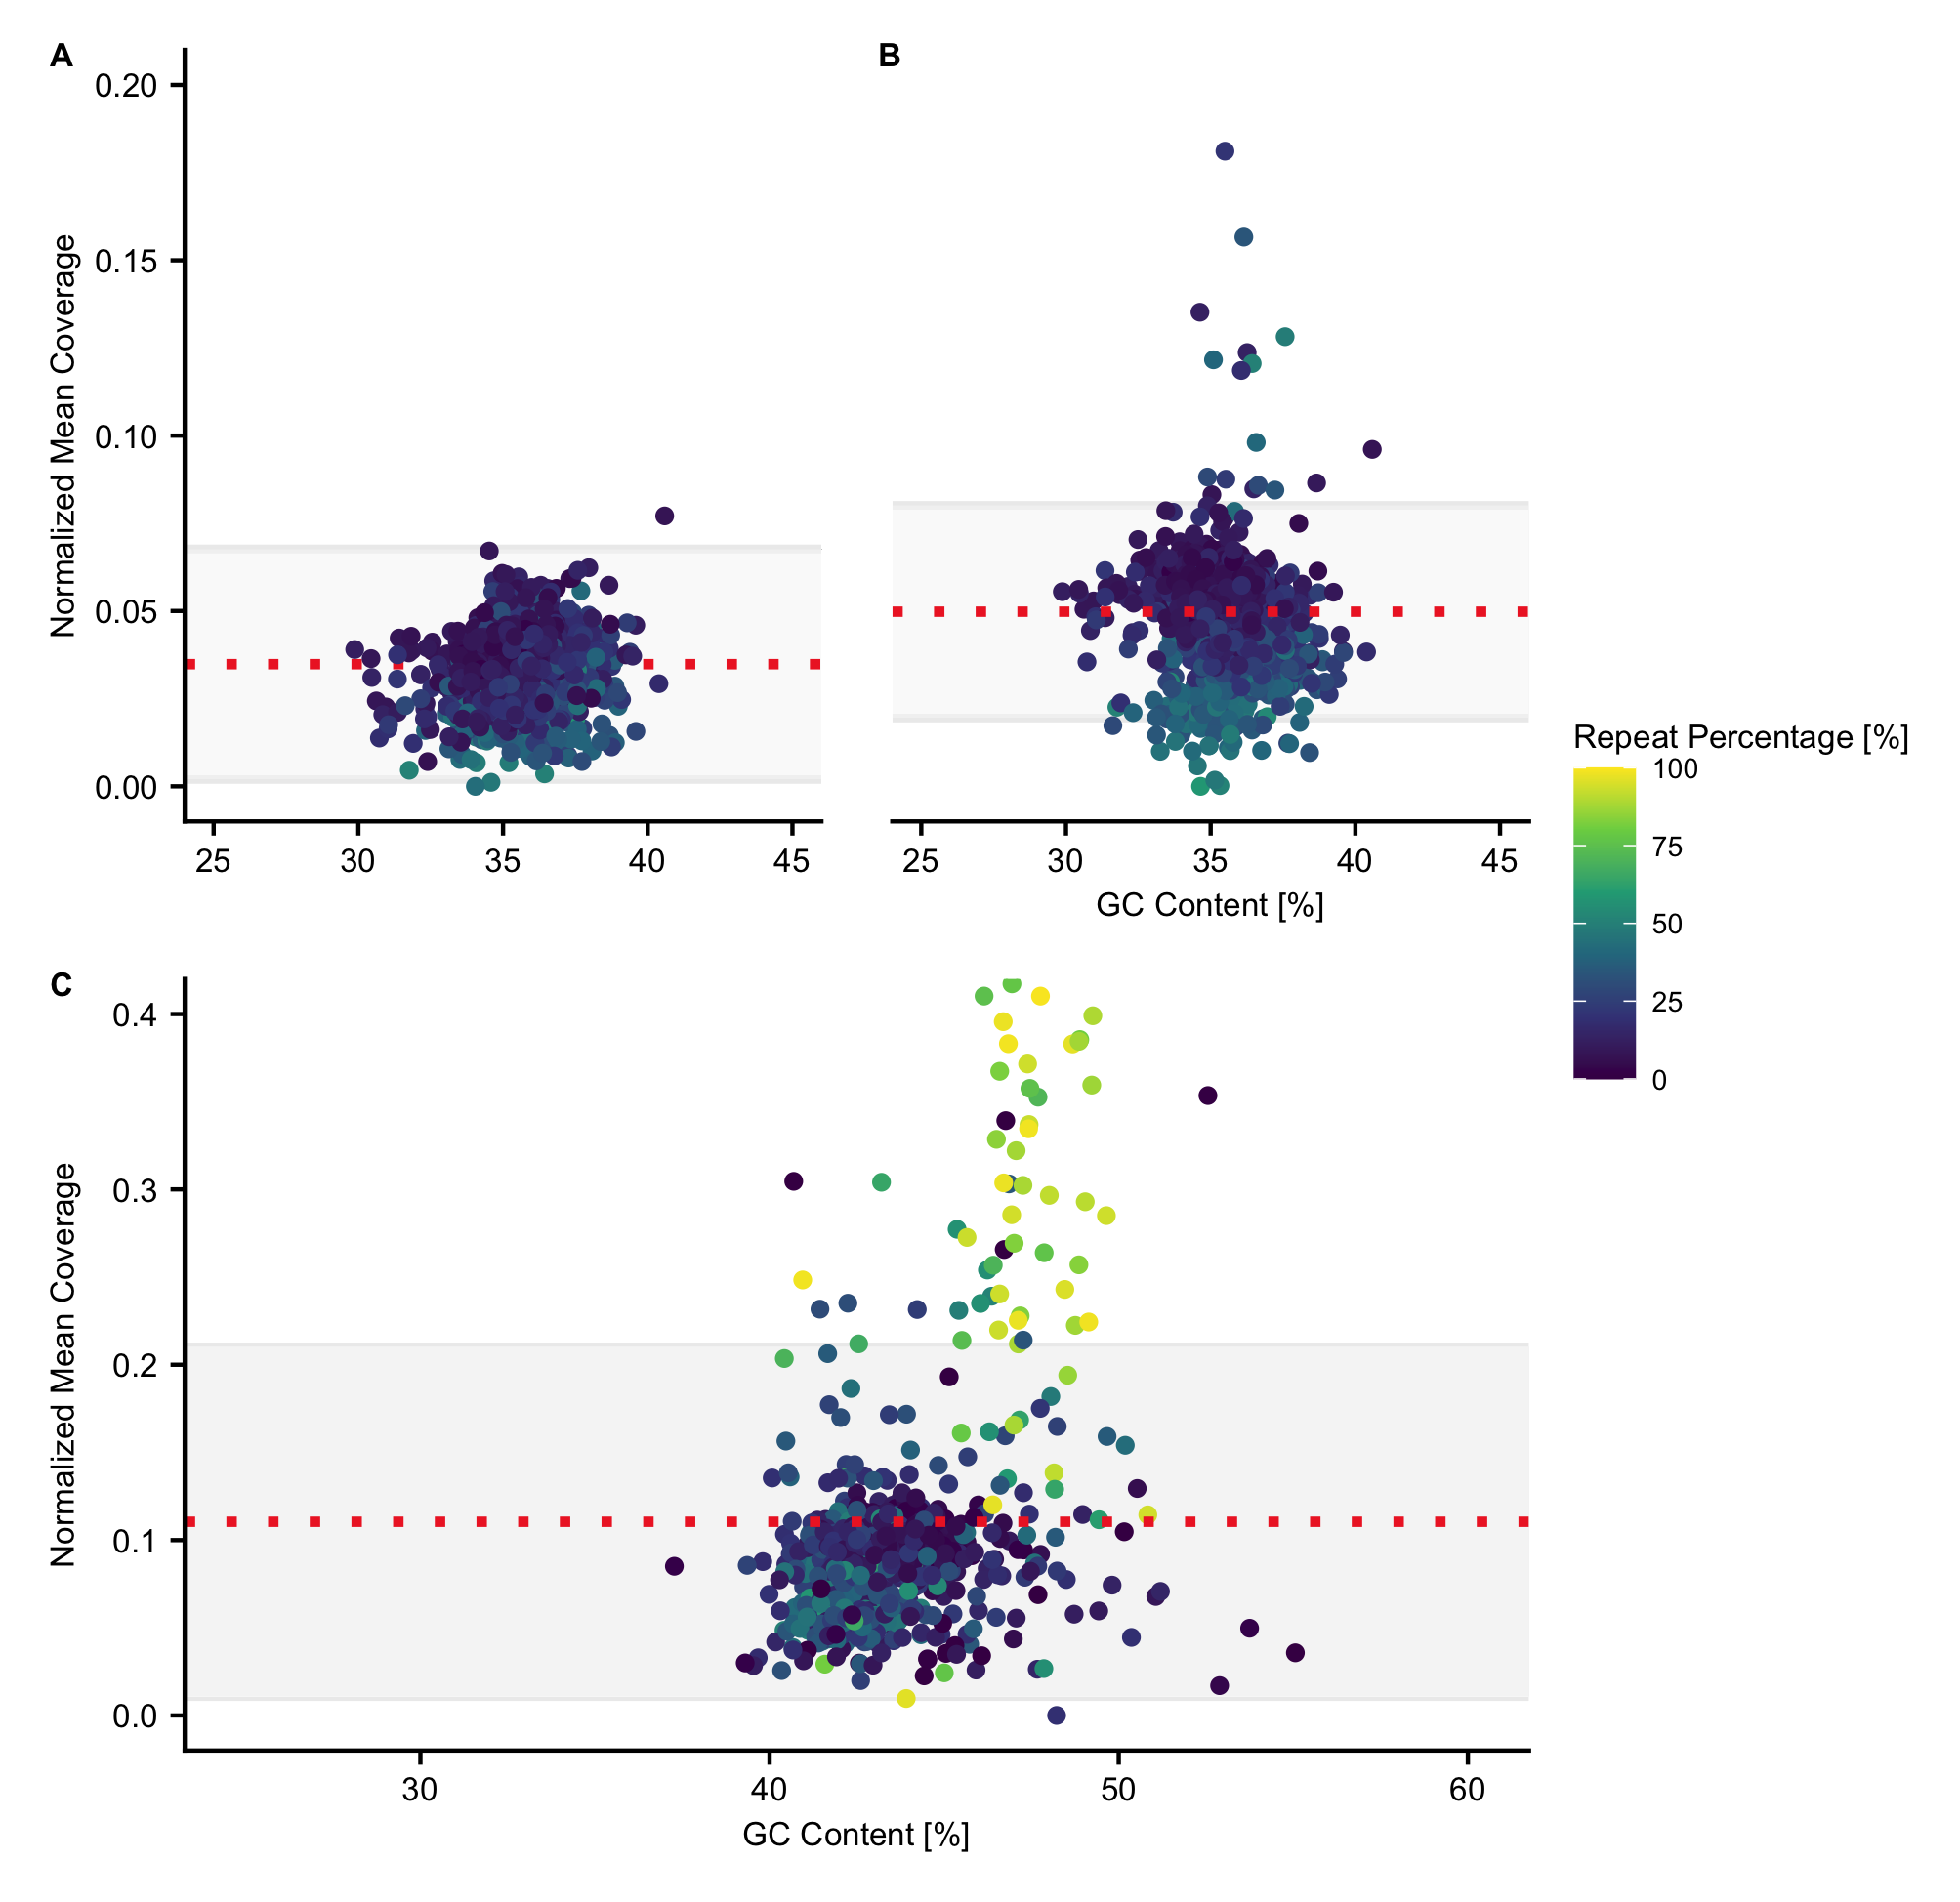 A
B
0.20
0.15
0.10
0.05
0.00
Normalized Mean Coverage
25 30 35 40 45
25 30 35 40 45
GC Content [%]
Repeat Percentage [%]
100
75
50
25
0
C
0.4
0.3
0.2
0.1
0.0
Normalized Mean Coverage
30 40 50 60
GC Content [%]